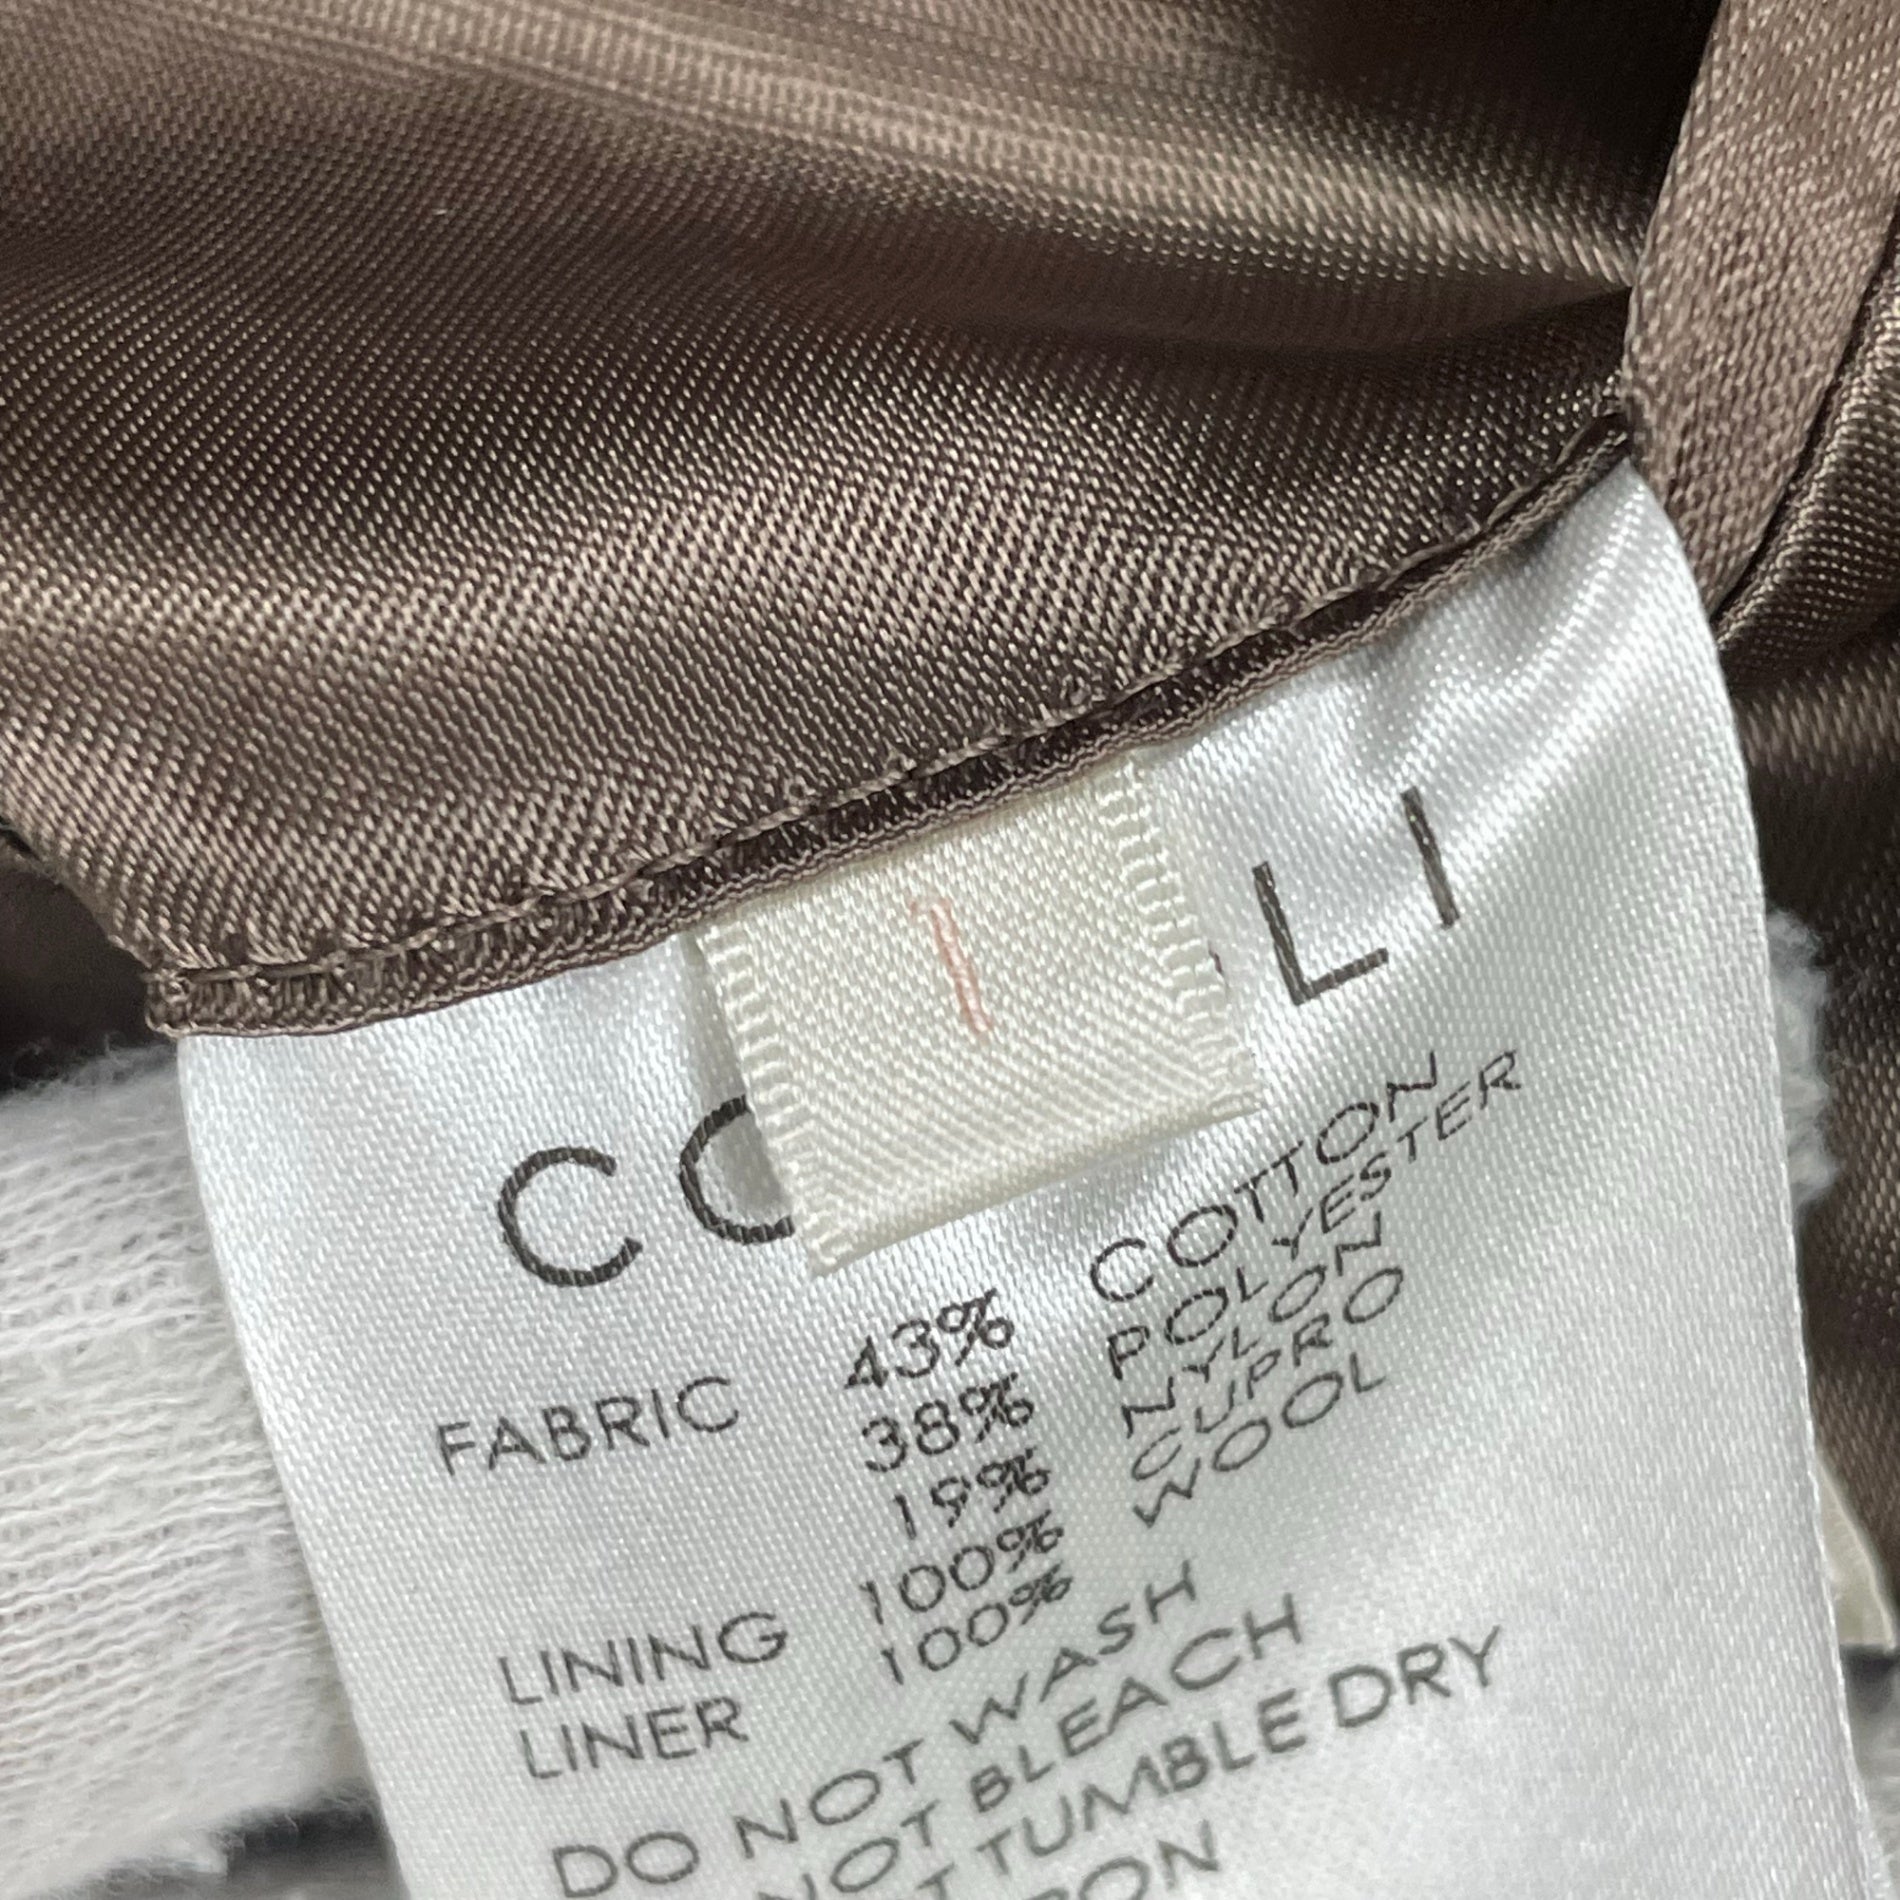 1
CO LI
FABRIC 43% COTTON
38% POLYESTER
19% NYLON
LINING 100% CUPRO
LINER 100% WOOL
DO NOT WASH
NOT BLEACH
TUMBLE DRY